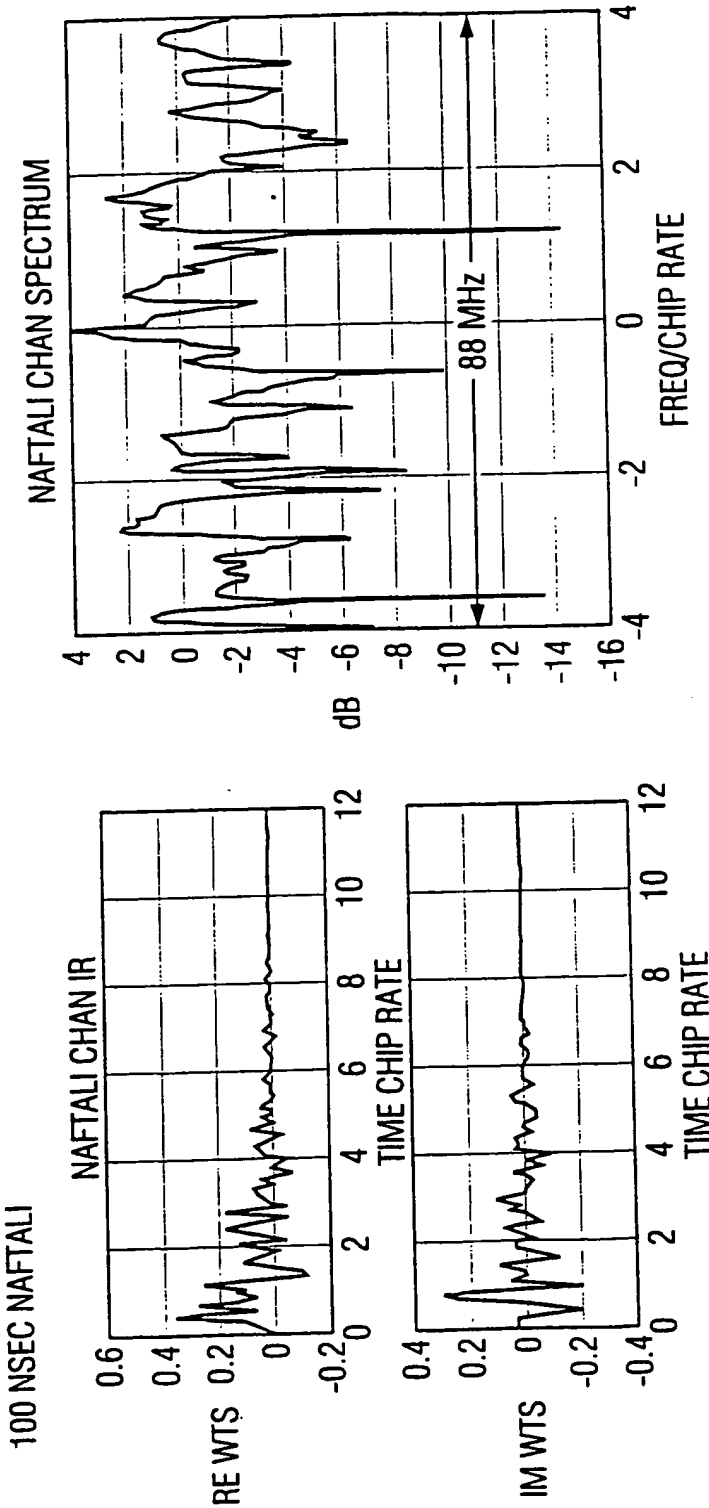 100 NSEC NAFTALI
NAFTALI CHAN IR
0.6
0.4
0.2
0
-0.2
RE WTS
0 2 4 6 8 10 12
TIME CHIP RATE
0.4
0.2
0
-0.2
-0.4
IM WTS
0 2 4 6 8 10 12
TIME CHIP RATE
NAFTALI CHAN SPECTRUM
4
2
0
-2
-4
-6
-8
-10
-12
-14
-16
dB
88 MHz
-4 -2 0 2 4
FREQ/CHIP RATE